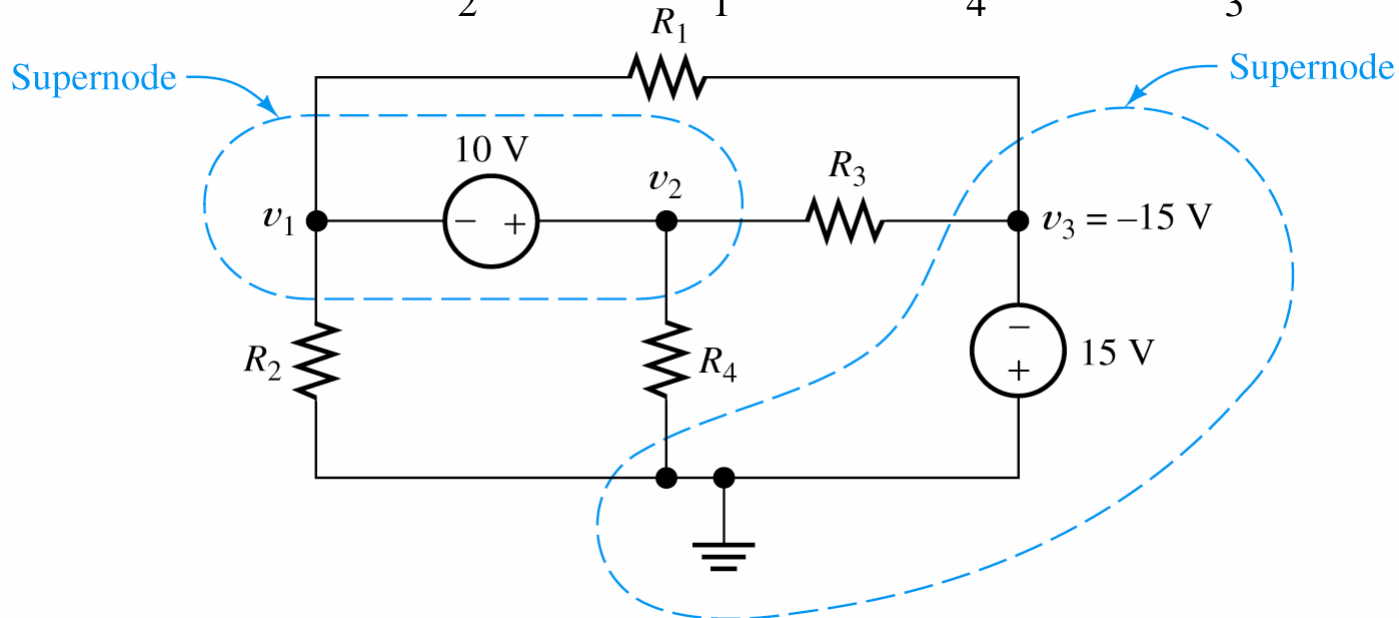 2 1 4 3
R1
Supernode
Supernode
10 V
R3
v2
v1
v3 = –15 V
R2
R4
15 V